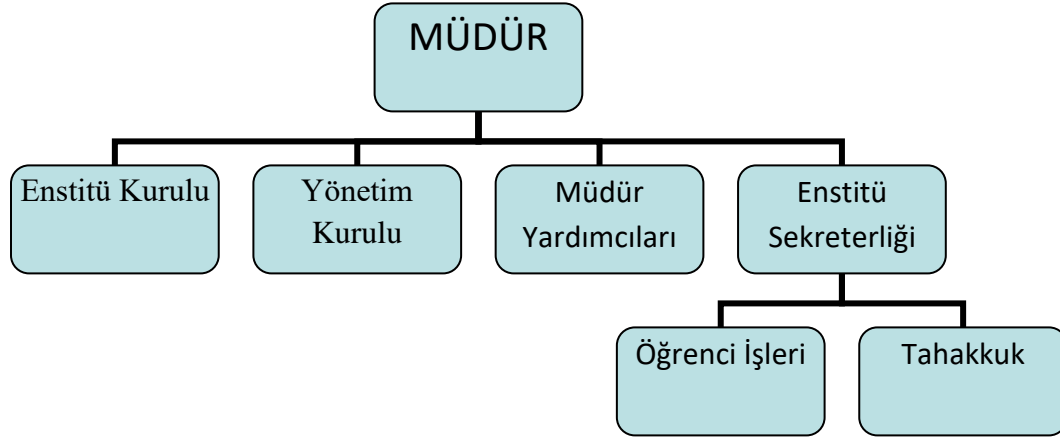 MÜDÜR
Enstitü Kurulu
Yönetim
Kurulu
Müdür
Yardımcıları
Enstitü
Sekreterliği
Öğrenci İşleri
Tahakkuk